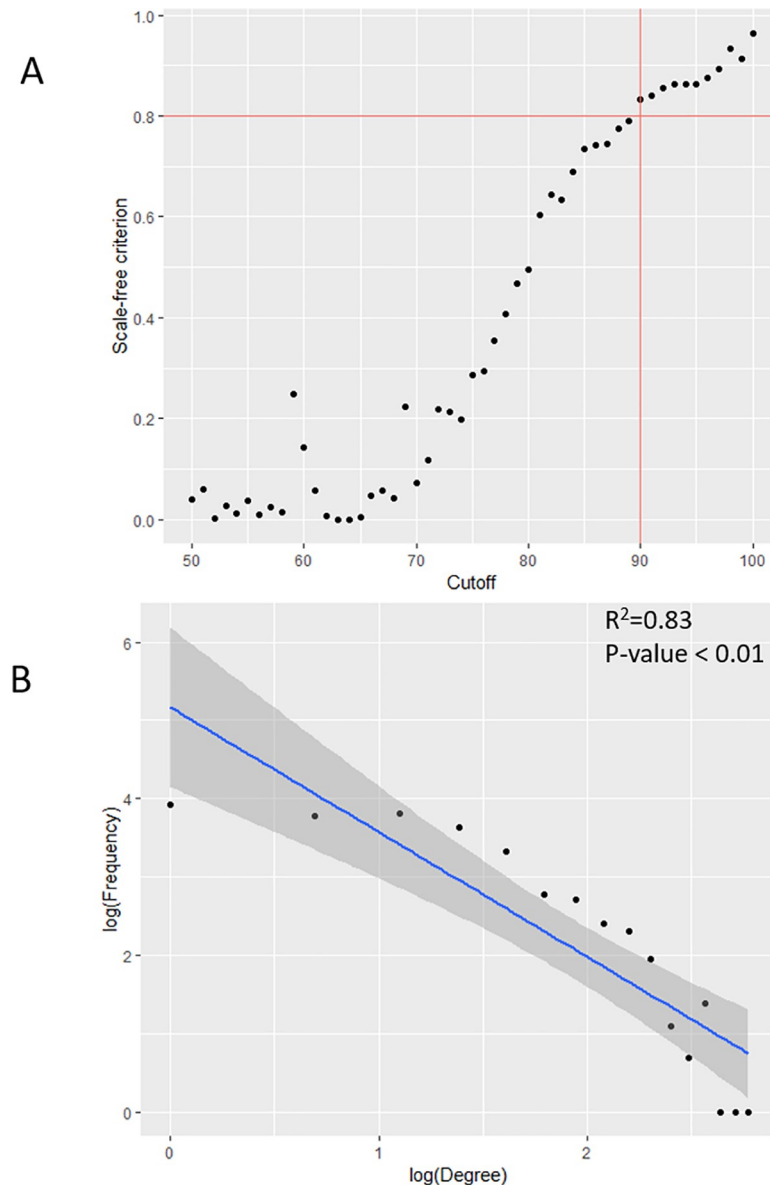 A
1.0
0.8
0.6
0.4
0.2
0.0
Scale-free criterion
50 60 70 80 90 100
Cutoff
B
R²=0.83
P-value < 0.01
6
4
2
0
log(Frequency)
0 1 2
log(Degree)